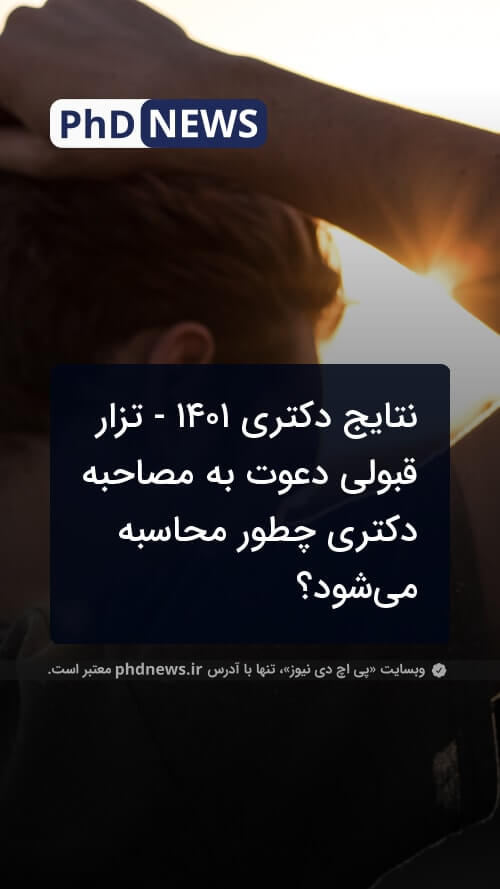 PhD NEWS
نتایج دکتری ۱۴۰۱ - تزار
قبولی دعوت به مصاحبه
دکتری چطور محاسبه
می‌شود؟
وبسایت «پی اچ دی نیوز»، تنها با آدرس phdnews.ir معتبر است.